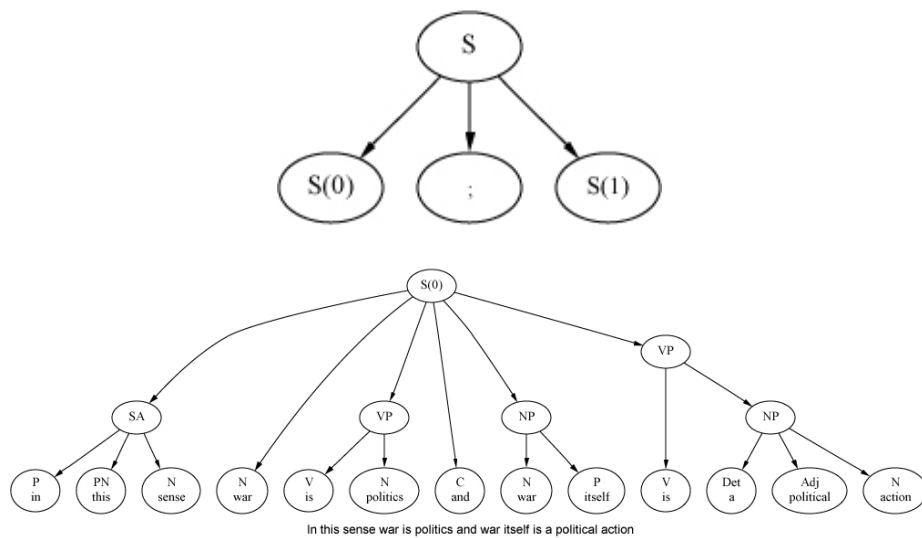 S
S(0) ; S(1)
S(0)
VP
SA VP NP NP
P PN N N V N C N P V Det Adj N
in this sense war is politics and war itself is a political action
In this sense war is politics and war itself is a political action